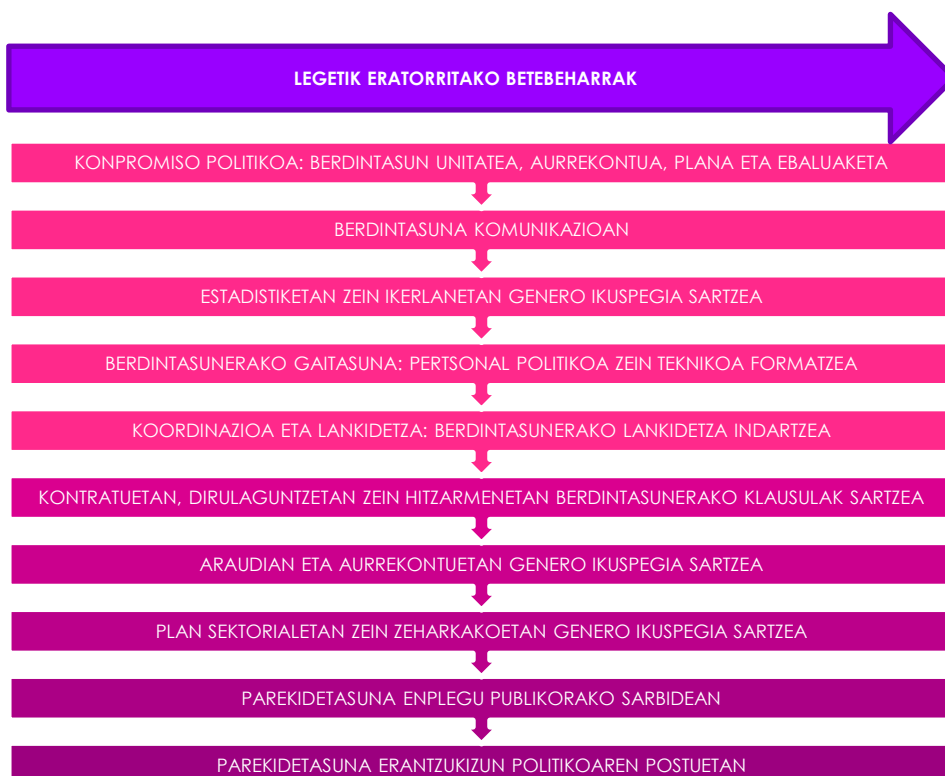 LEGETIK ERATORRITAKO BETEBEHARRAK
KONPROMISO POLITIKOA: BERDINTASUN UNITATEA, AURREKONTUA, PLANA ETA EBALUAKETA
BERDINTASUNA KOMUNIKAZIOAN
ESTADISTIKETAN ZEIN IKERLANETAN GENERO IKUSPEGIA SARTZEA
BERDINTASUNERAKO GAITASUNA: PERTSONAL POLITIKOA ZEIN TEKNIKOA FORMATZEA
KOORDINAZIOA ETA LANKIDETZA: BERDINTASUNERAKO LANKIDETZA INDARTZEA
KONTRATUETAN, DIRULAGUNTZETAN ZEIN HITZARMENETAN BERDINTASUNERAKO KLAUSULAK SARTZEA
ARAUDIAN ETA AURREKONTUETAN GENERO IKUSPEGIA SARTZEA
PLAN SEKTORIALETAN ZEIN ZEHARKAKOETAN GENERO IKUSPEGIA SARTZEA
PAREKIDETASUNA ENPLEGU PUBLIKORAKO SARBIDEAN
PAREKIDETASUNA ERANTZUKIZUN POLITIKOAREN POSTUETAN